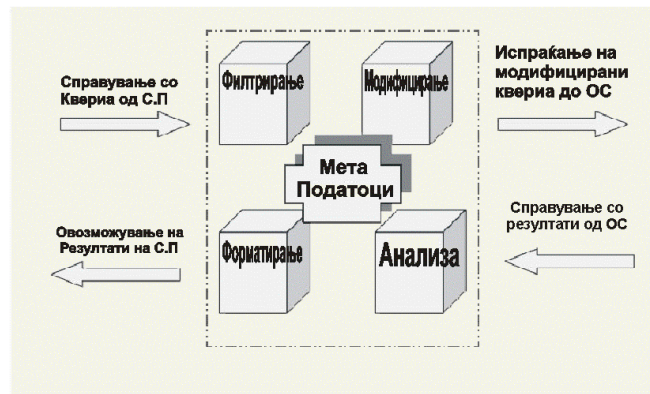 Справување со
Квериа од С.П
Филтрирање
Модифицирање
Испраќање на
модифицирани
квериа до ОС
Мета
Податоци
Овозможување на
Резултати на С.П
Форматирање
Анализа
Справување со
резултати од ОС